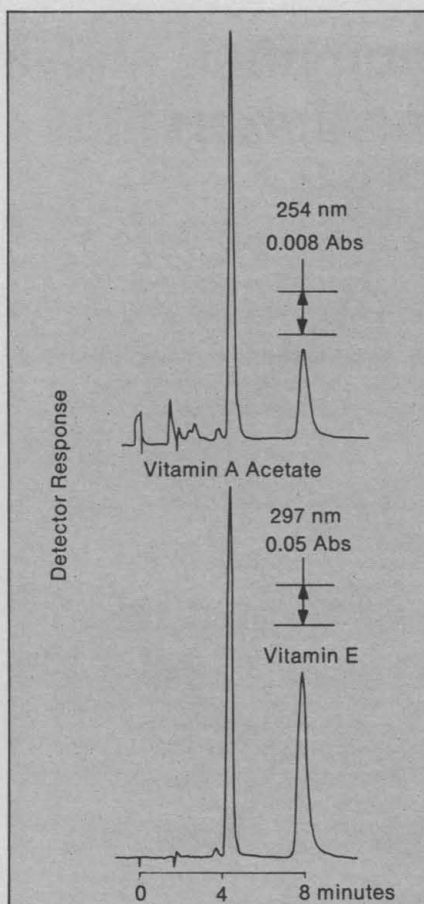 254 nm
0.008 Abs
Detector Response
Vitamin A Acetate
297 nm
0.05 Abs
Vitamin E
0 4 8 minutes